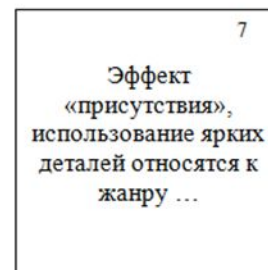 7
Эффект
«присутствия»,
использование ярких
деталей относятся к
жанру …